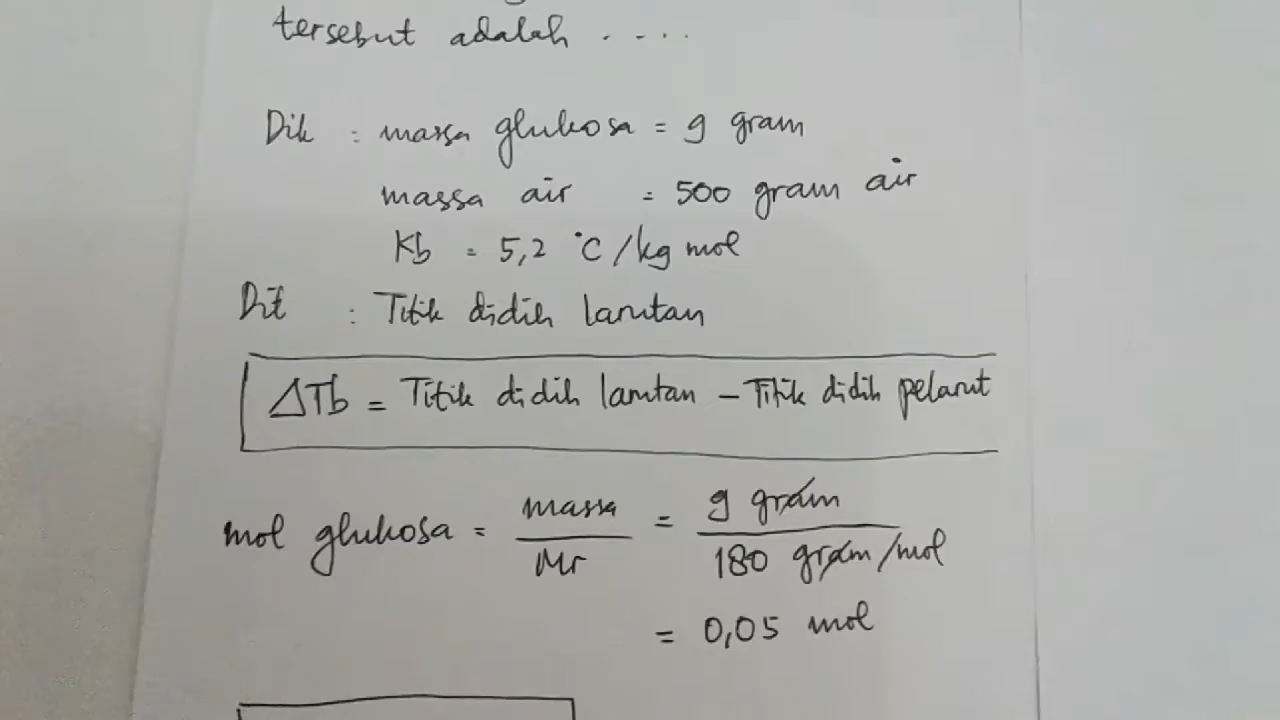 tersebut adalah ....
Dik : massa glukosa = 9 gram
massa air = 500 gram air
Kb = 5,2 °C/kg mol
Dit : Titik didih larutan
ΔTb = Titik didih larutan – Titik didih pelarut
mol glukosa = massa/Mr = 9 gram/180 gram/mol
= 0,05 mol